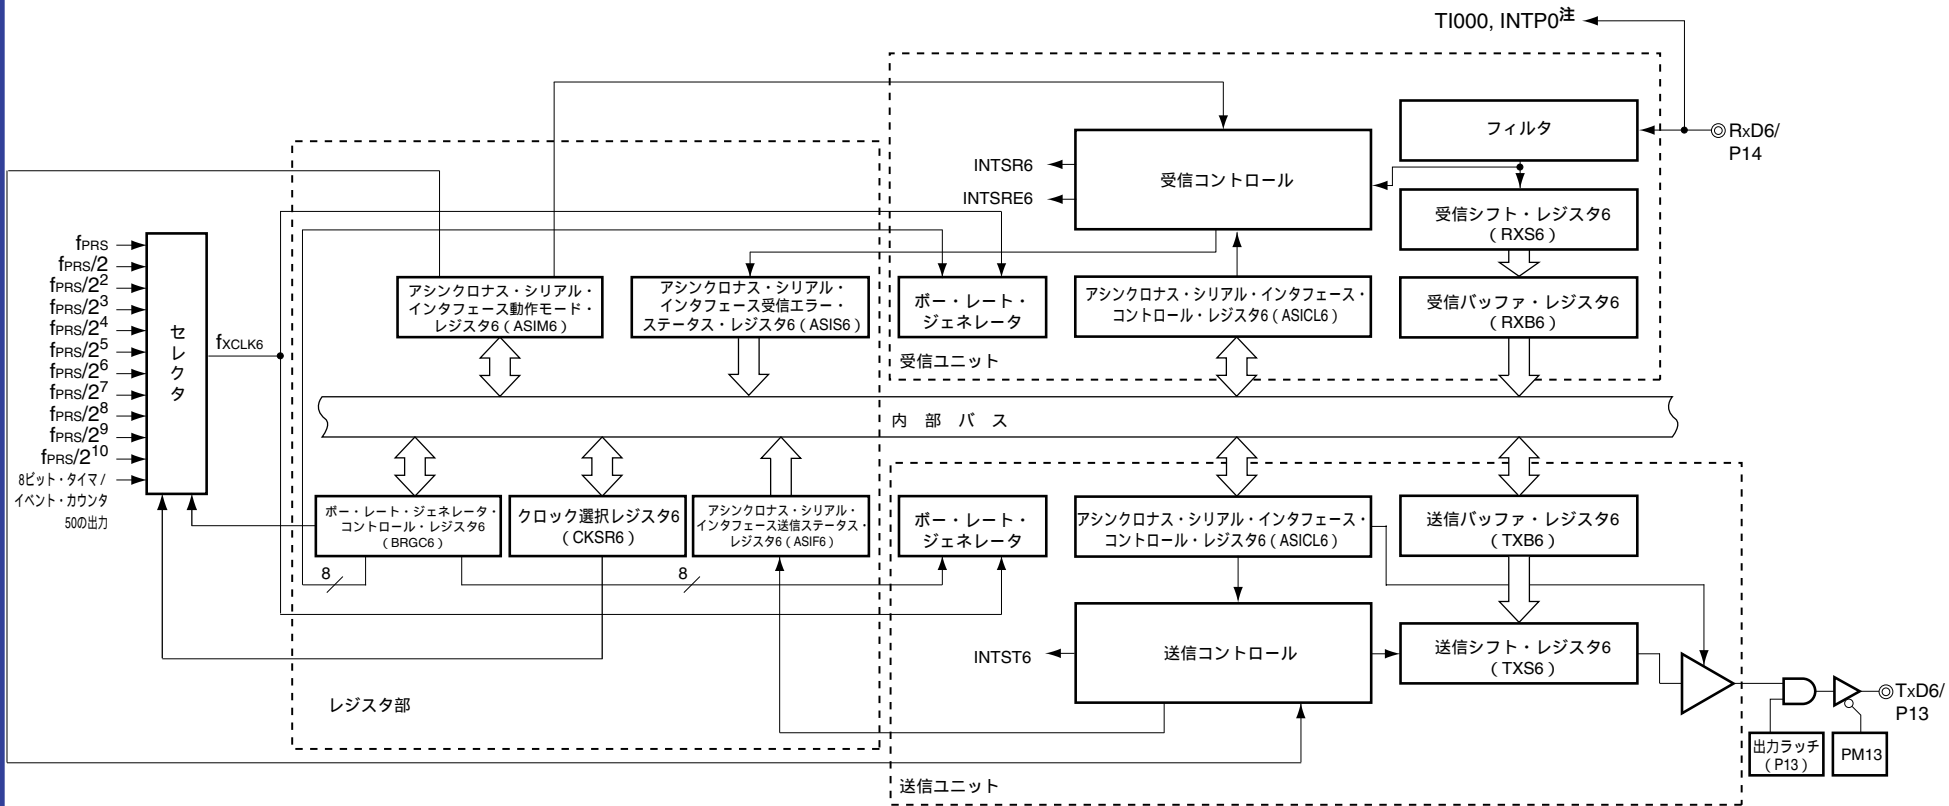 TI000, INTP0注
フィルタ
RxD6/
P14
INTSR6
INTSRE6
受信コントロール
受信シフト・レジスタ6
（RXS6）
fPRS
fPRS/2
fPRS/2²
fPRS/2³
fPRS/2⁴
fPRS/2⁵
fPRS/2⁶
fPRS/2⁷
fPRS/2⁸
fPRS/2⁹
fPRS/2¹⁰
8ビット・タイマ/
イベント・カウンタ
50の出力
セレクタ
fXCLK6
アシンクロナス・シリアル・
インタフェース動作モード・
レジスタ6（ASIM6）
アシンクロナス・シリアル・
インタフェース受信エラー・
ステータス・レジスタ6（ASIS6）
ボー・レート・
ジェネレータ
アシンクロナス・シリアル・インタフェース・
コントロール・レジスタ6（ASICL6）
受信バッファ・レジスタ6
（RXB6）
受信ユニット
内 部 バ ス
ボー・レート・ジェネレータ・
コントロール・レジスタ6
（BRGC6）
クロック選択レジスタ6
（CKSR6）
アシンクロナス・シリアル・
インタフェース送信ステータス・
レジスタ6（ASIF6）
ボー・レート・
ジェネレータ
アシンクロナス・シリアル・インタフェース・
コントロール・レジスタ6（ASICL6）
送信バッファ・レジスタ6
（TXB6）
8
8
INTST6
送信コントロール
送信シフト・レジスタ6
（TXS6）
レジスタ部
TxD6/
P13
出力ラッチ
（P13）
PM13
送信ユニット